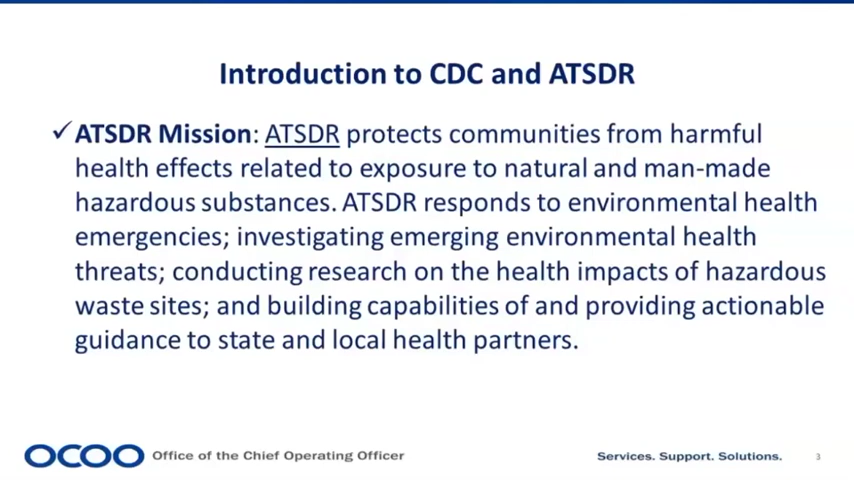 Introduction to CDC and ATSDR
✓ATSDR Mission: ATSDR protects communities from harmful
health effects related to exposure to natural and man-made
hazardous substances. ATSDR responds to environmental health
emergencies; investigating emerging environmental health
threats; conducting research on the health impacts of hazardous
waste sites; and building capabilities of and providing actionable
guidance to state and local health partners.
OCOO Office of the Chief Operating Officer
Services. Support. Solutions.
3